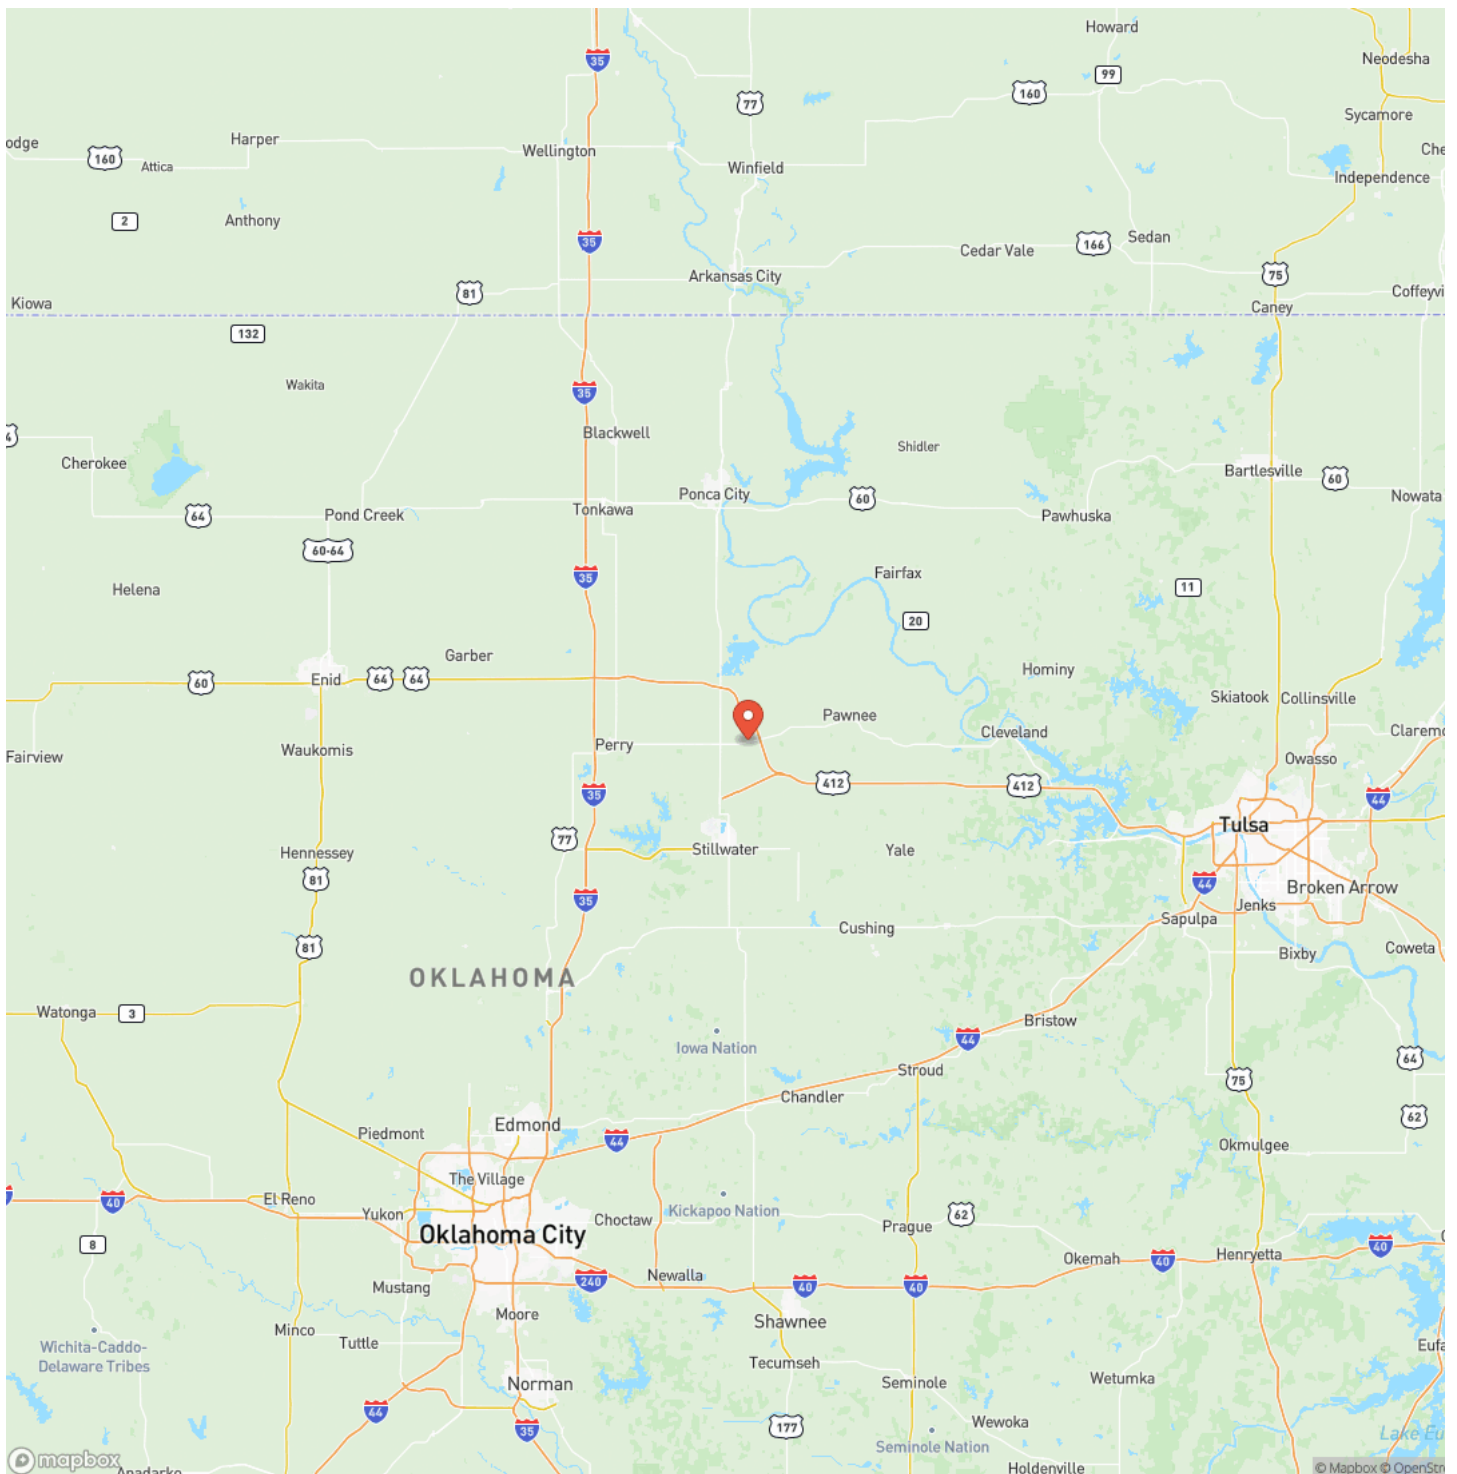 Howard
35
Neodesha
99
77
160
Sycamore
Harper
odge
Wellington
Che
160
Attica
Winfield
Independence
2
Anthony
35
166
Sedan
Cedar Vale
Arkansas City
75
81
Coffeyvi
Kiowa
Caney
132
Wakita
35
Blackwell
4
Shidler
Cherokee
Bartlesville
60
Ponca City
60
Nowata
Tonkawa
64
Pond Creek
Pawhuska
60-64
35
Fairfax
11
Helena
20
Garber
Hominy
Enid
64
64
60
Skiatook
Collinsville
Pawnee
Cleveland
Claremo
Perry
Waukomis
Fairview
Owasso
412
412
35
44
Tulsa
77
Stillwater
Yale
Hennessey
81
44
Broken Arrow
35
Jenks
Sapulpa
Cushing
81
Coweta
Bixby
OKLAHOMA
Watonga
3
Bristow
44
Iowa Nation
64
Stroud
75
Chandler
62
Edmond
Piedmont
44
Okmulgee
The Village
40
El Reno
Kickapoo Nation
Yukon
62
Choctaw
Prague
Oklahoma City
8
40
Henryetta
Okemah
40
Newalla
240
Mustang
40
40
Moore
Shawnee
Minco
Tuttle
Wichita-Caddo-
Delaware Tribes
Eufa
Tecumseh
Wetumka
Norman
Seminole
44
Wewoka
177
35
Lake Eu
Seminole Nation
mapbox
Holdenville
Anadarko
© Mapbox © OpenStre